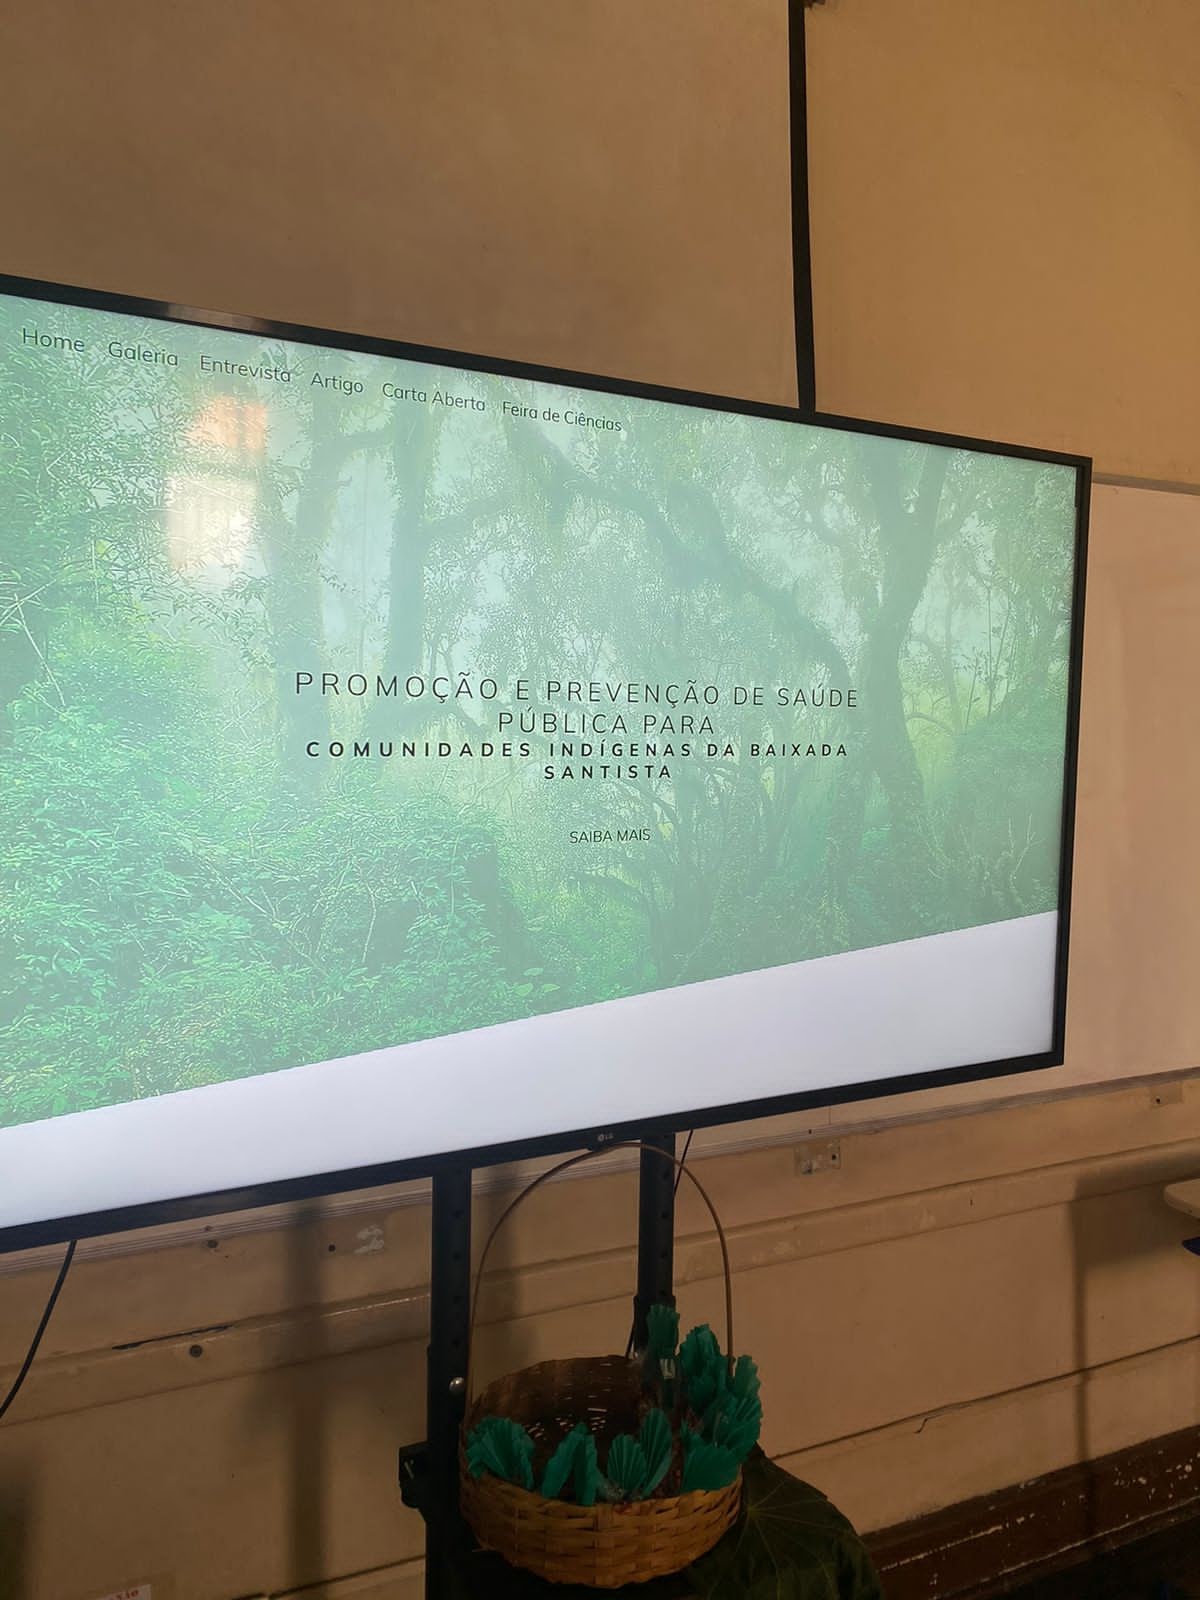 Home Galeria Entrevista Artigo Carta Aberta Feira de Ciências
PROMOÇÃO E PREVENÇÃO DE SAÚDE
PÚBLICA PARA
COMUNIDADES INDÍGENAS DA BAIXADA
SANTISTA
SAIBA MAIS
LG